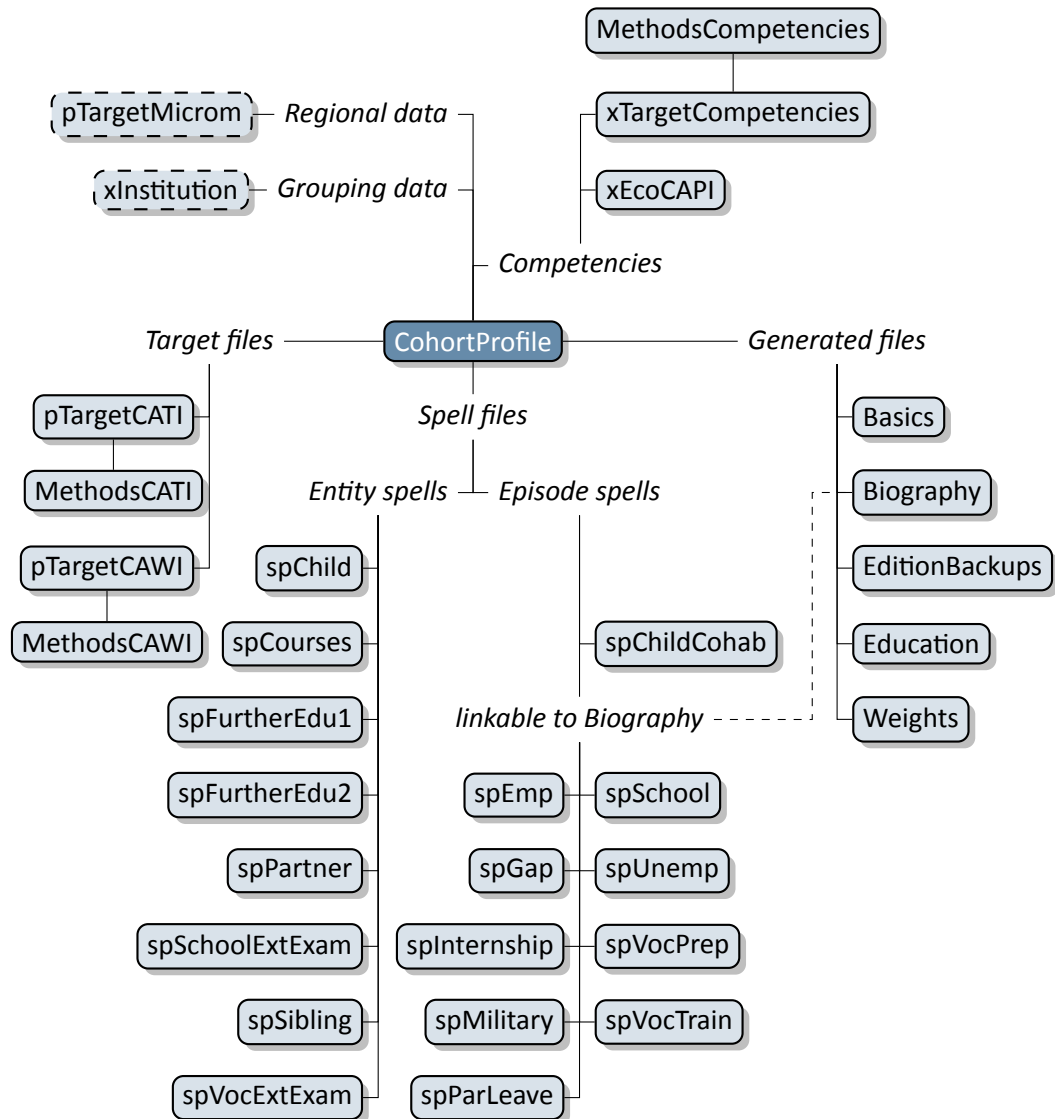 MethodsCompetencies
pTargetMicrom Regional data xTargetCompetencies
xInstitution Grouping data xEcoCAPI
Competencies
Target files CohortProfile Generated files
pTargetCATI Spell files Basics
MethodsCATI Entity spells Episode spells Biography
pTargetCAWI spChild EditionBackups
MethodsCAWI spCourses spChildCohab Education
spFurtherEdu1 linkable to Biography Weights
spFurtherEdu2 spEmp spSchool
spPartner spGap spUnemp
spSchoolExtExam spInternship spVocPrep
spSibling spMilitary spVocTrain
spVocExtExam spParLeave